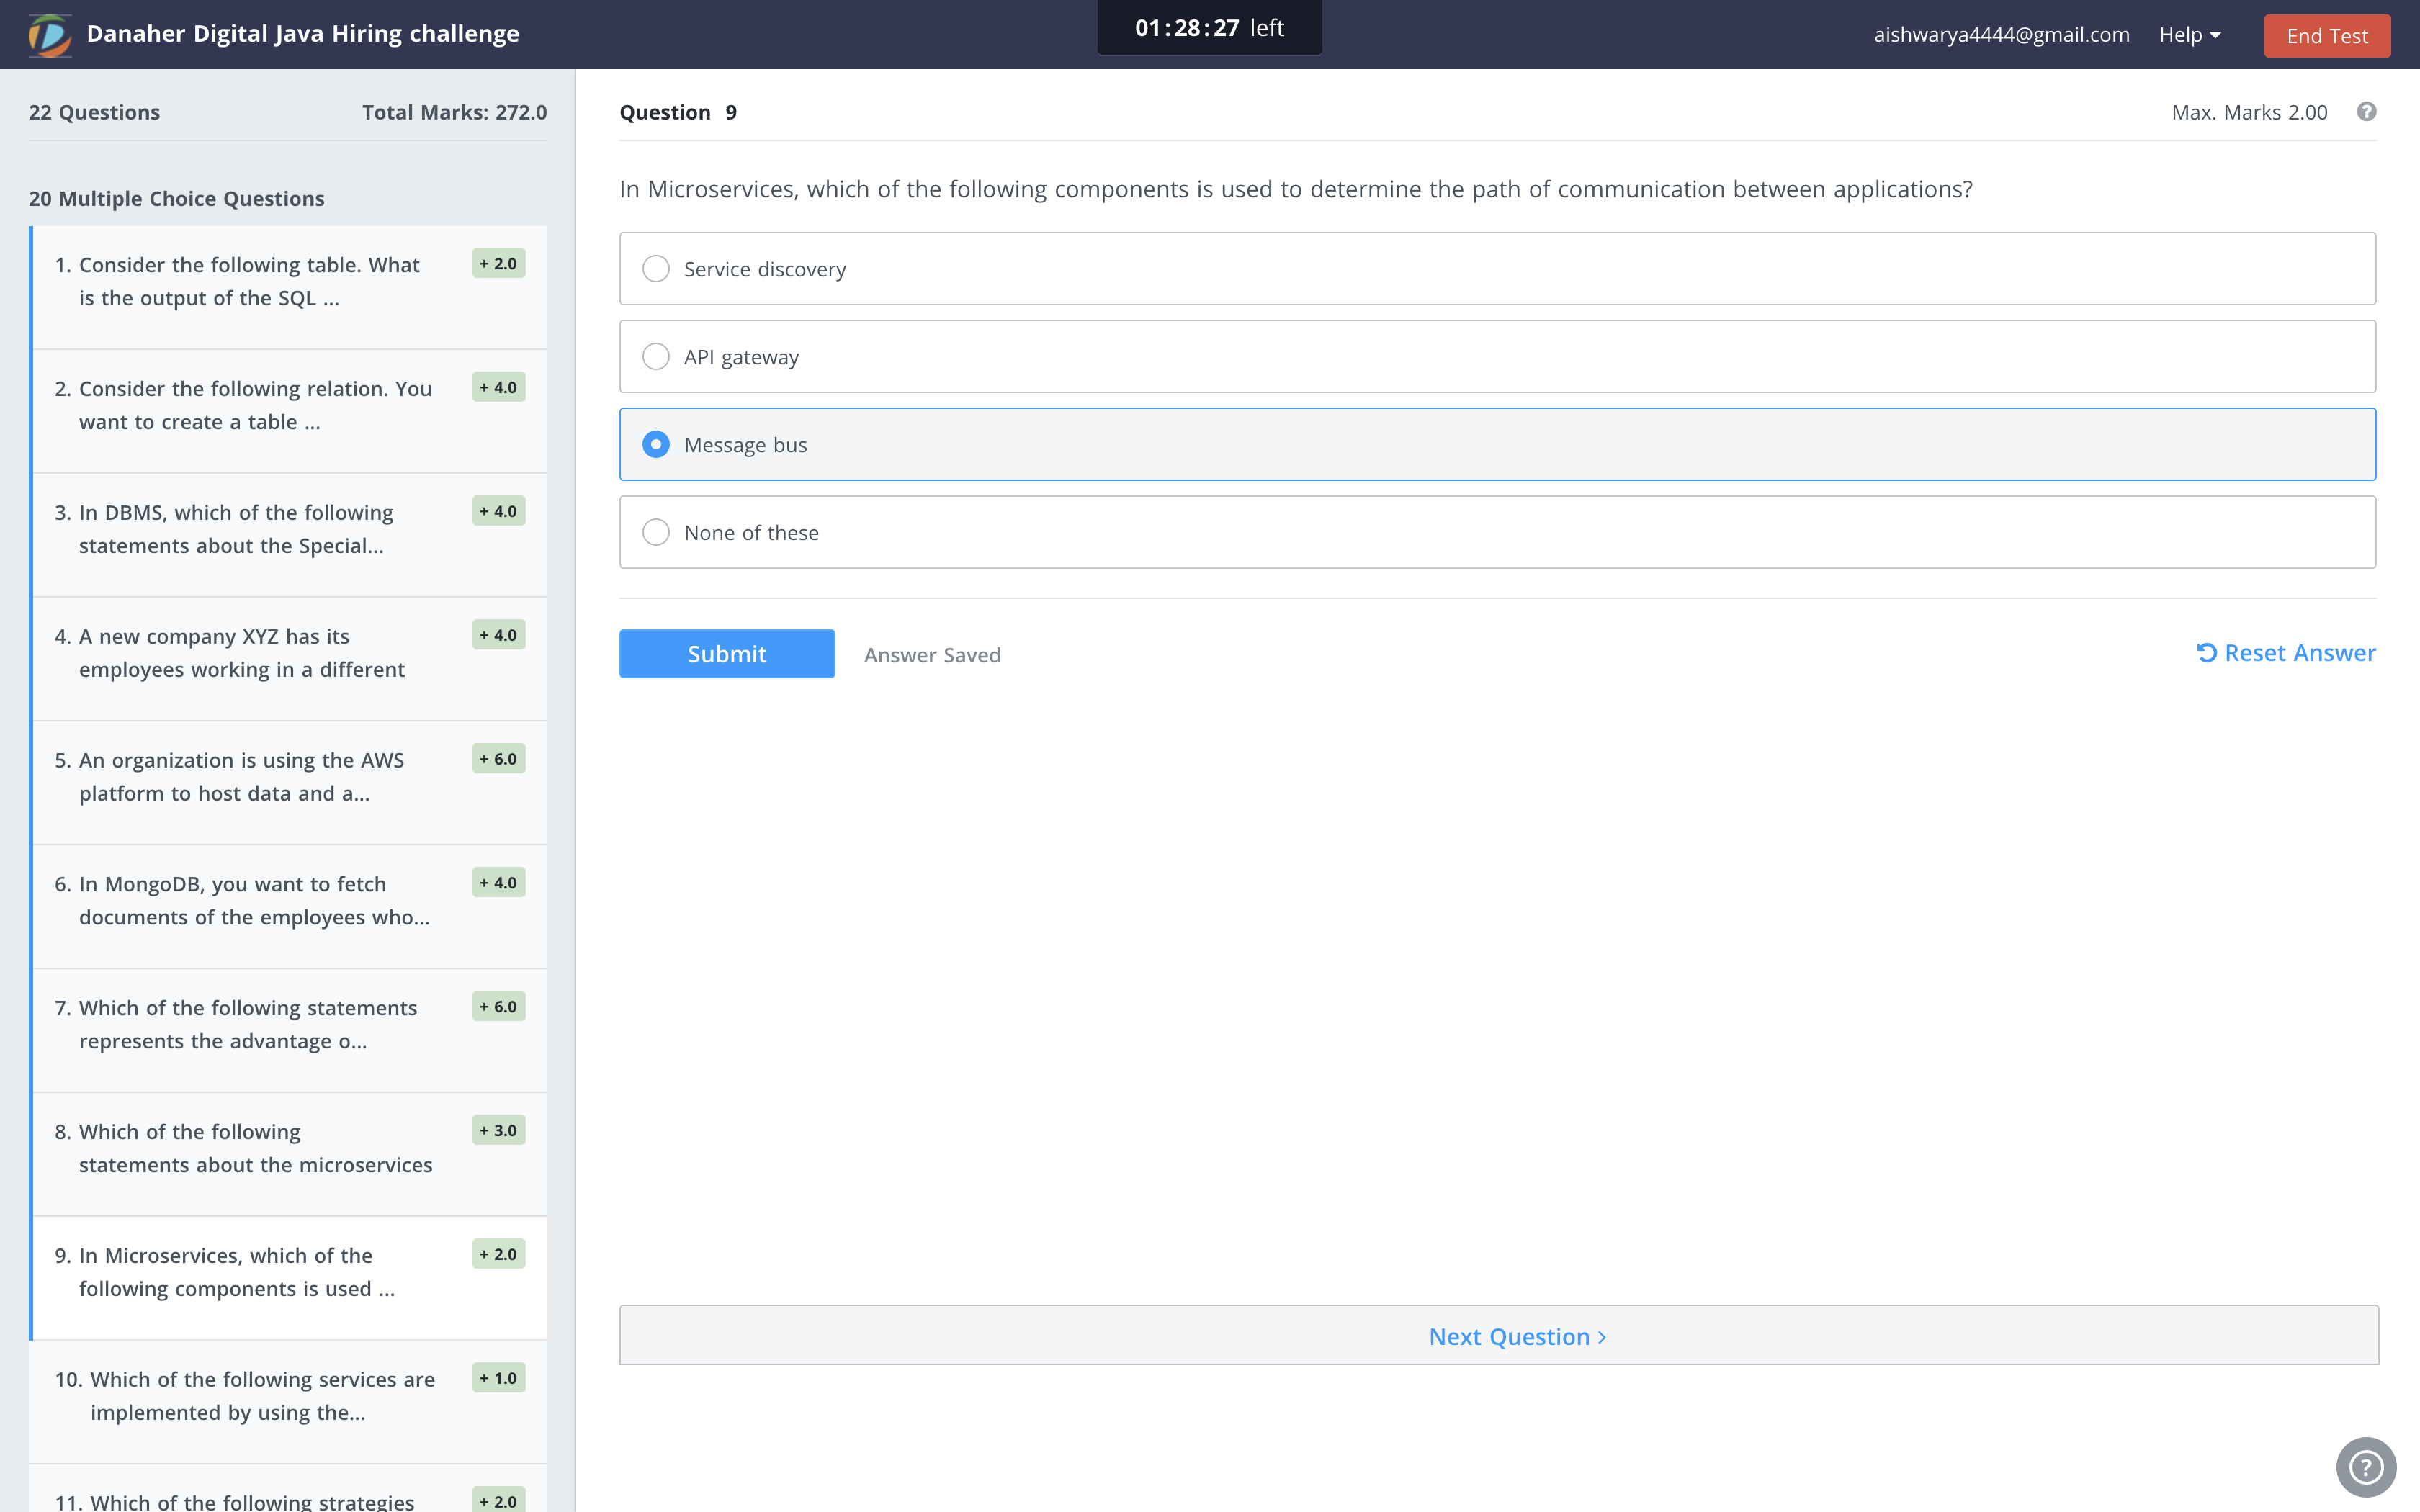 Danaher Digital Java Hiring challenge
01:28:27 left
aishwarya4444@gmail.com
Help
End Test
22 Questions
Total Marks: 272.0
20 Multiple Choice Questions
1. Consider the following table. What
is the output of the SQL ...
+ 2.0
2. Consider the following relation. You
want to create a table ...
+ 4.0
3. In DBMS, which of the following
statements about the Special...
+ 4.0
4. A new company XYZ has its
employees working in a different
+ 4.0
5. An organization is using the AWS
platform to host data and a...
+ 6.0
6. In MongoDB, you want to fetch
documents of the employees who...
+ 4.0
7. Which of the following statements
represents the advantage o...
+ 6.0
8. Which of the following
statements about the microservices
+ 3.0
9. In Microservices, which of the
following components is used ...
+ 2.0
10. Which of the following services are
implemented by using the...
+ 1.0
11. Which of the following strategies
+ 2.0
Question 9
Max. Marks 2.00
?
In Microservices, which of the following components is used to determine the path of communication between applications?
Service discovery
API gateway
Message bus
None of these
Submit
Answer Saved
Reset Answer
Next Question >
?